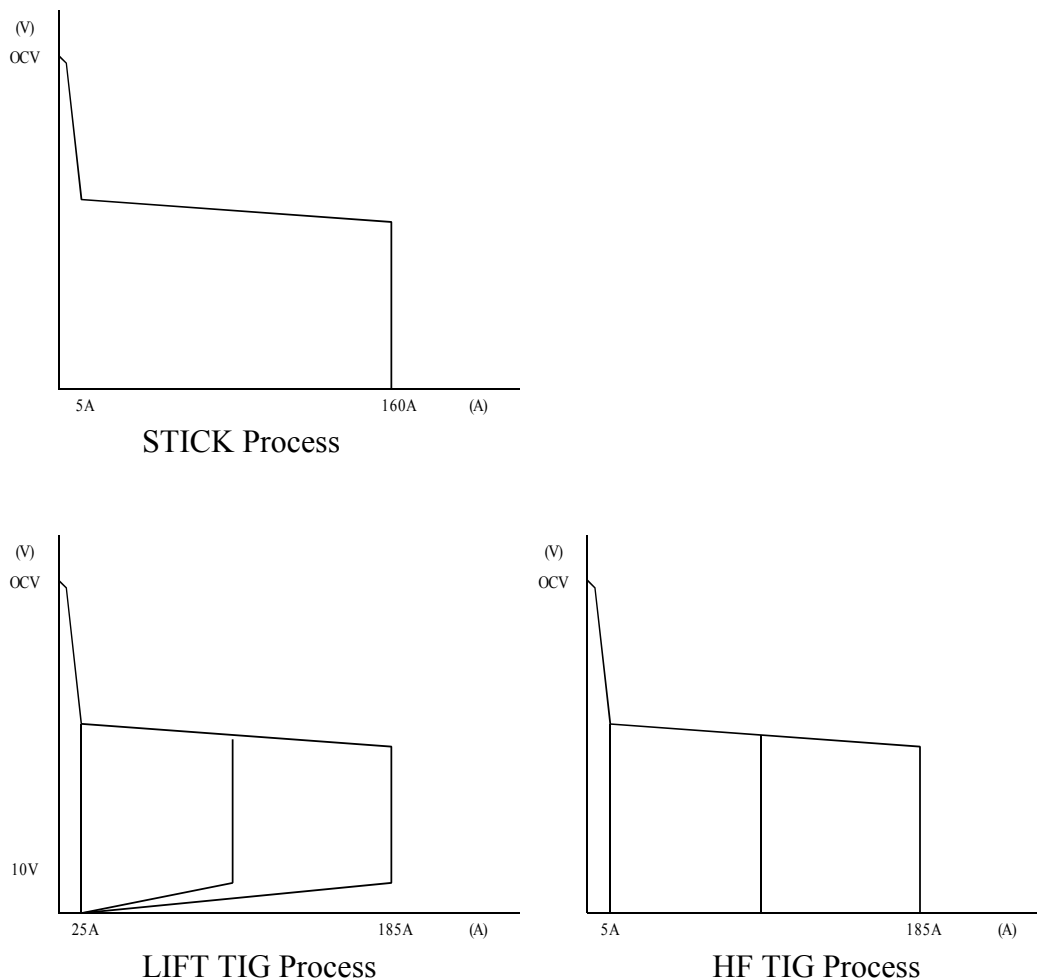 (V)
OCV
5A 160A (A)
STICK Process
(V)
OCV
10V
25A 185A (A)
LIFT TIG Process
(V)
OCV
5A 185A (A)
HF TIG Process